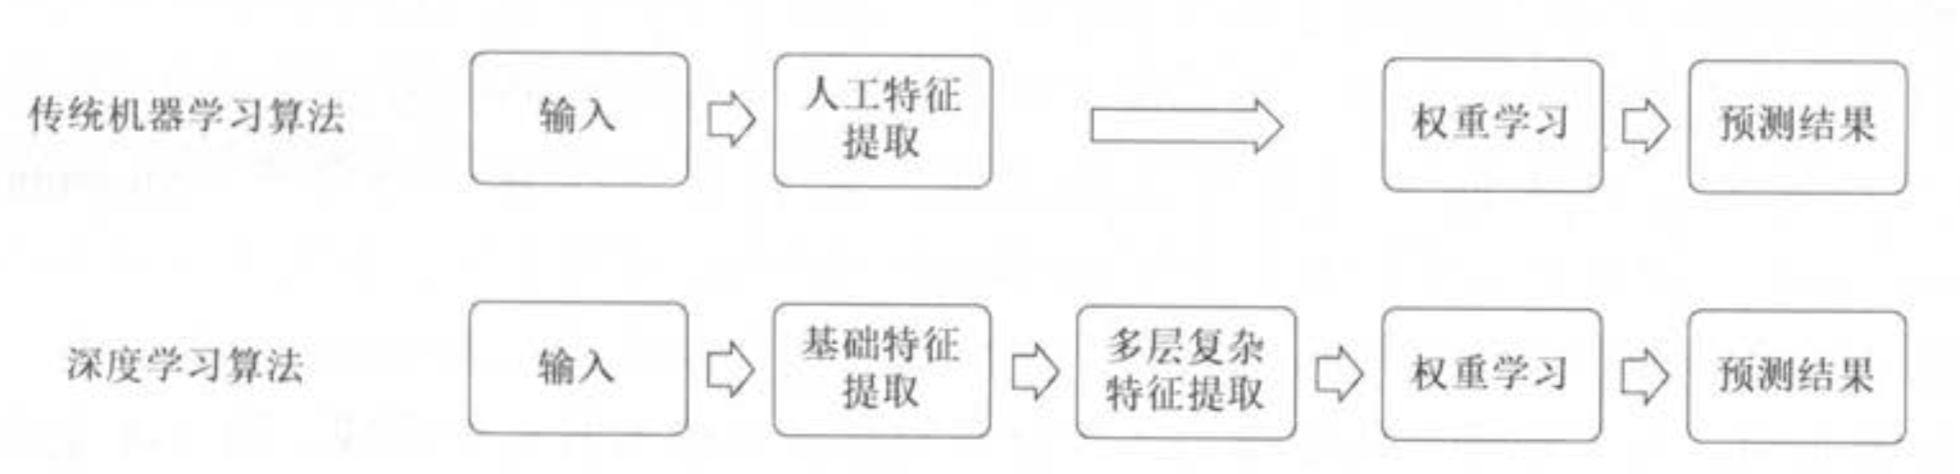 传统机器学习算法
输入
人工特征
提取
权重学习
预测结果
深度学习算法
输入
基础特征
提取
多层复杂
特征提取
权重学习
预测结果